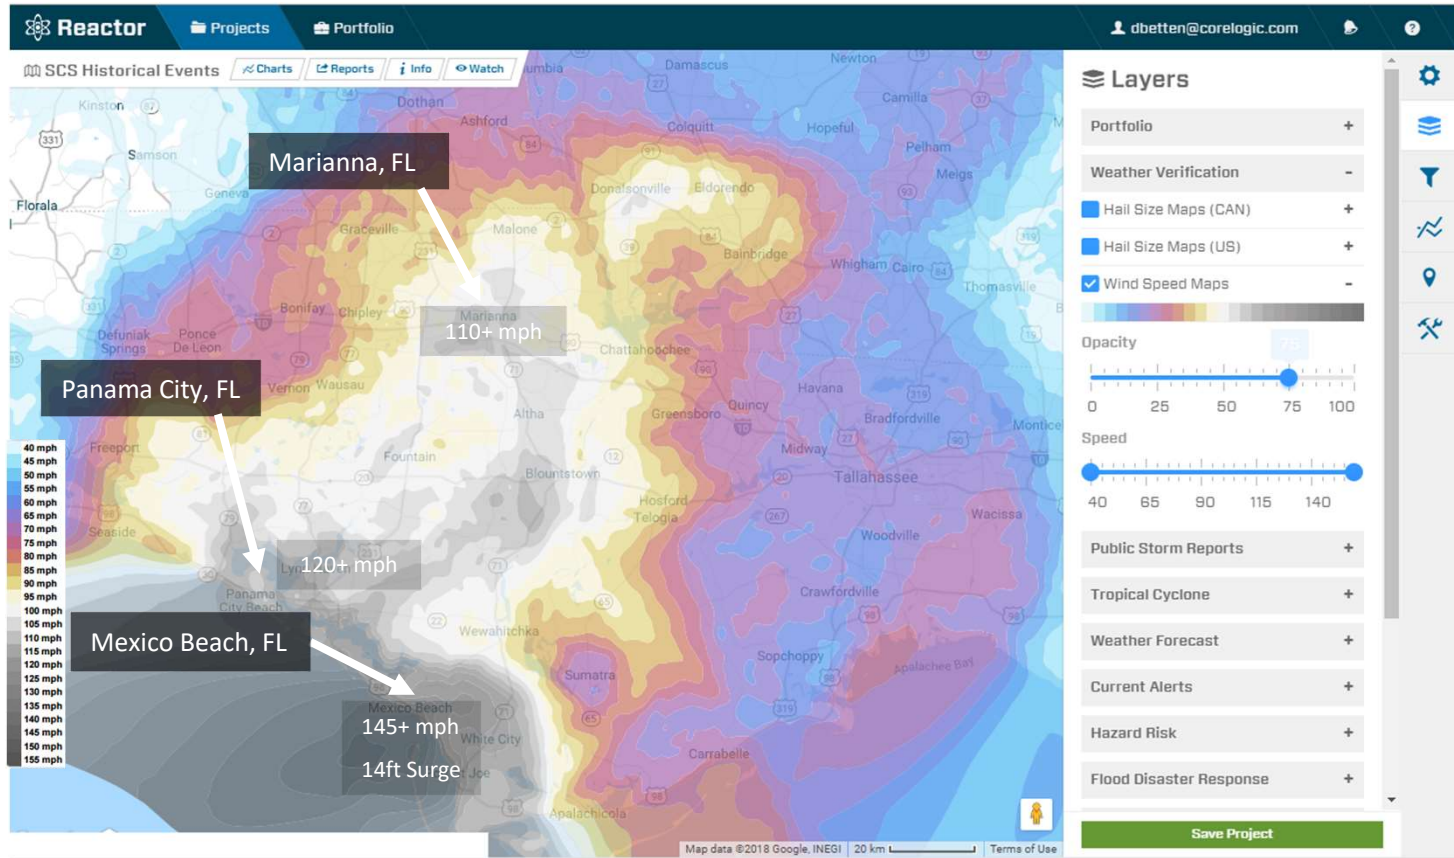 Reactor
Projects
Portfolio
dbetten@corelogic.com
SCS Historical Events
Charts
Reports
Info
Watch
Damascus
Newton
Kinston
Dothan
Ashford
Colquitt
Hopeful
Camilla
Samson
Pelham
Meigs
Geneva
Donalsonville
Eldorendo
Florala
Graceville
Malone
Bainbridge
Whigham
Cairo
Thomasville
Marianna, FL
Bonifay
Chipley
Marianna
110+ mph
Defuniak
Springs
Ponce
De Leon
Chattahoochee
Vernon
Wausau
Havana
Panama City, FL
Altha
Greensboro
Quincy
Bradfordville
Freeport
Fountain
Midway
Blountstown
Tallahassee
Hosford
Telogia
Wacissa
Seaside
Woodville
120+ mph
Panama
City Beach
Crawfordville
Mexico Beach, FL
Wewahitchka
Sumatra
Sopchoppy
Apalachee Bay
Mexico Beach
145+ mph
White City
14ft Surge
Carrabelle
Apalachicola
40 mph
45 mph
50 mph
55 mph
60 mph
65 mph
70 mph
75 mph
80 mph
85 mph
90 mph
95 mph
100 mph
105 mph
110 mph
115 mph
120 mph
125 mph
130 mph
135 mph
140 mph
145 mph
150 mph
155 mph
Map data ©2018 Google, INEGI
20 km
Terms of Use
Layers
Portfolio +
Weather Verification -
Hail Size Maps (CAN) +
Hail Size Maps (US) +
Wind Speed Maps -
Opacity
75
0 25 50 75 100
Speed
40 65 90 115 140
Public Storm Reports +
Tropical Cyclone +
Weather Forecast +
Current Alerts +
Hazard Risk +
Flood Disaster Response +
Save Project